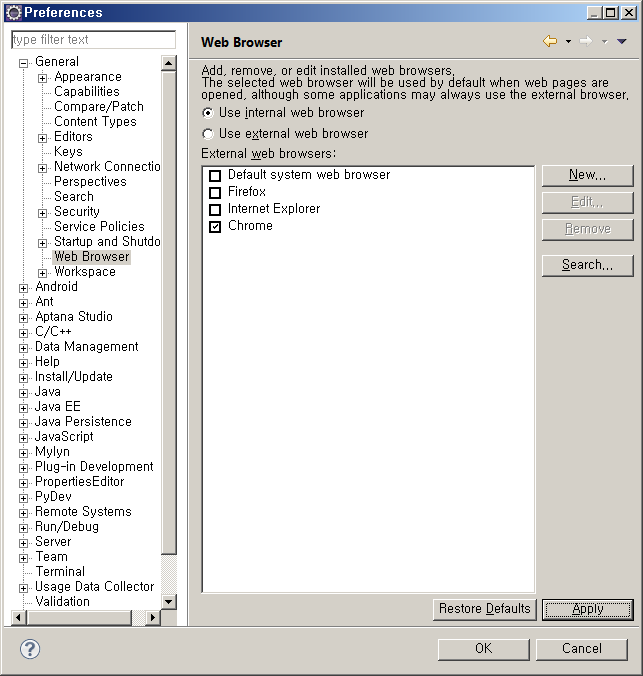 Preferences
type filter text
General
Appearance
Capabilities
Compare/Patch
Content Types
Editors
Keys
Network Connectio
Perspectives
Search
Security
Service Policies
Startup and Shutdo
Web Browser
Workspace
Android
Ant
Aptana Studio
C/C++
Data Management
Help
Install/Update
Java
Java EE
Java Persistence
JavaScript
Mylyn
Plug-in Development
PropertiesEditor
PyDev
Remote Systems
Run/Debug
Server
Team
Terminal
Usage Data Collector
Validation
Web Browser
Add, remove, or edit installed web browsers.
The selected web browser will be used by default when web pages are
opened, although some applications may always use the external browser.
Use internal web browser
Use external web browser
External web browsers:
Default system web browser
Firefox
Internet Explorer
Chrome
New...
Edit...
Remove
Search...
Restore Defaults
Apply
?
OK
Cancel